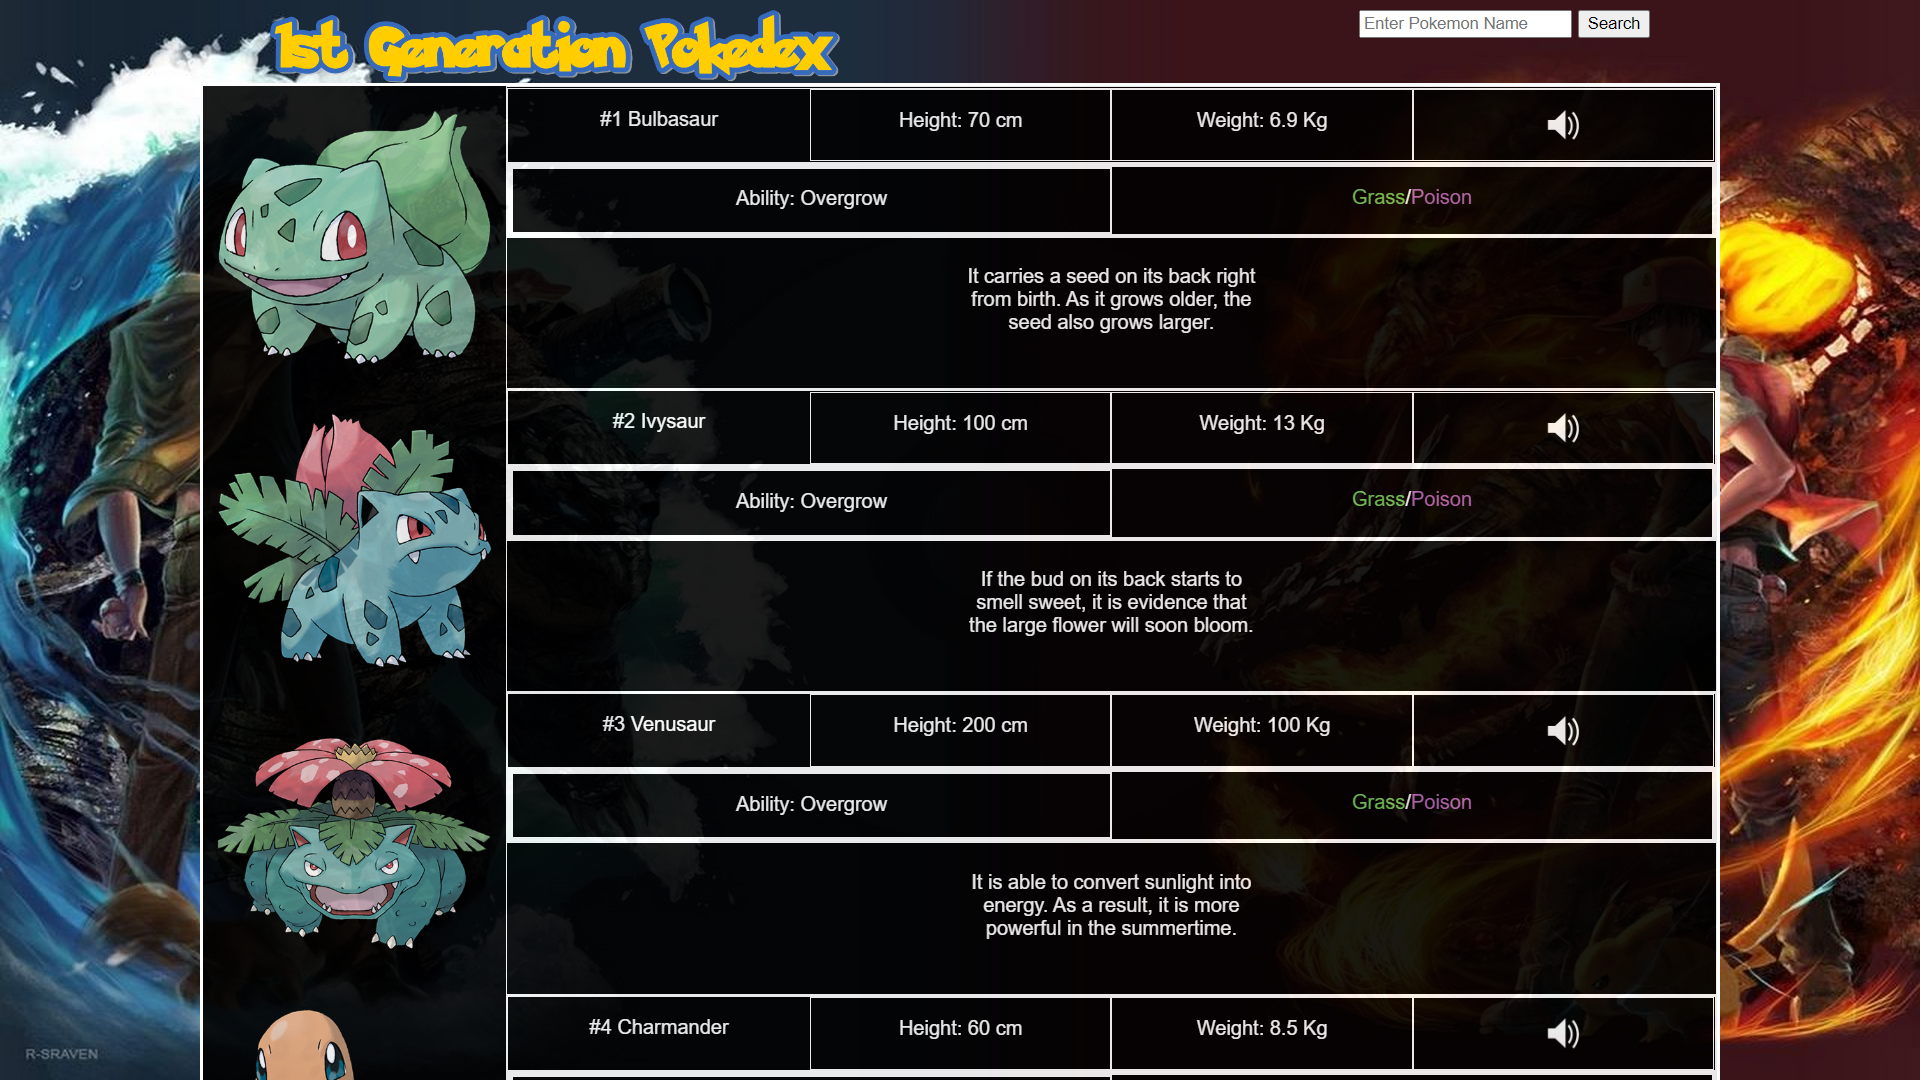 1st Generation Pokedex
Enter Pokemon Name
Search
#1 Bulbasaur
Height: 70 cm
Weight: 6.9 Kg
Ability: Overgrow
Grass/Poison
It carries a seed on its back right
from birth. As it grows older, the
seed also grows larger.
#2 Ivysaur
Height: 100 cm
Weight: 13 Kg
Ability: Overgrow
Grass/Poison
If the bud on its back starts to
smell sweet, it is evidence that
the large flower will soon bloom.
#3 Venusaur
Height: 200 cm
Weight: 100 Kg
Ability: Overgrow
Grass/Poison
It is able to convert sunlight into
energy. As a result, it is more
powerful in the summertime.
#4 Charmander
Height: 60 cm
Weight: 8.5 Kg
R-SRAVEN